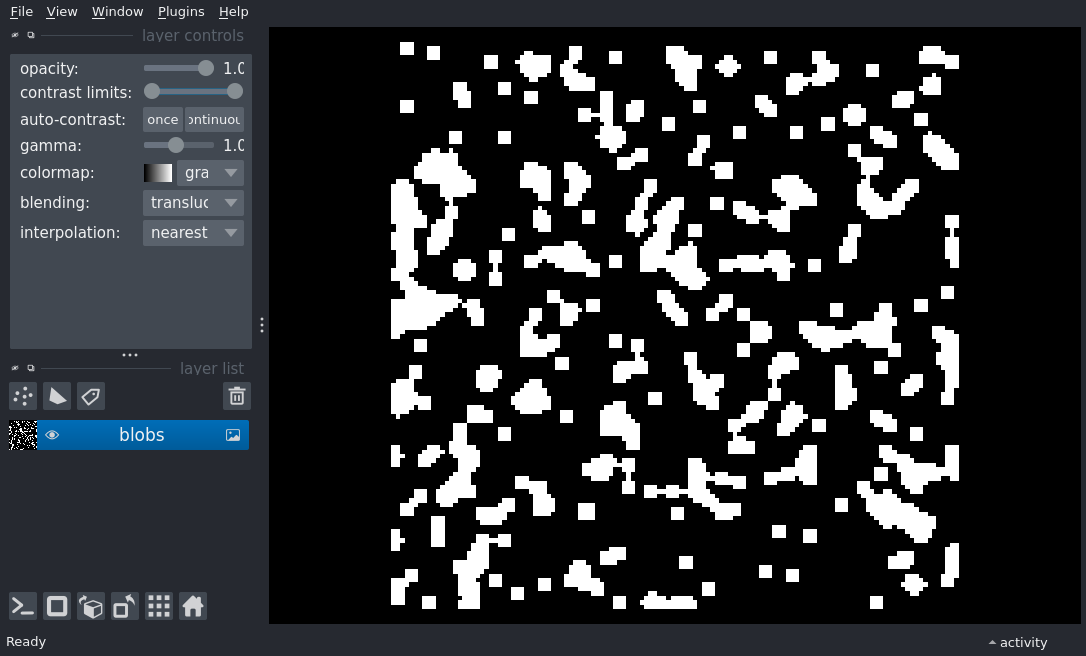 File View Window Plugins Help
layer controls
opacity: 1.0
contrast limits:
auto-contrast: once ontinuou
gamma: 1.0
colormap: gra
blending: transluc
interpolation: nearest
layer list
blobs
Ready
activity